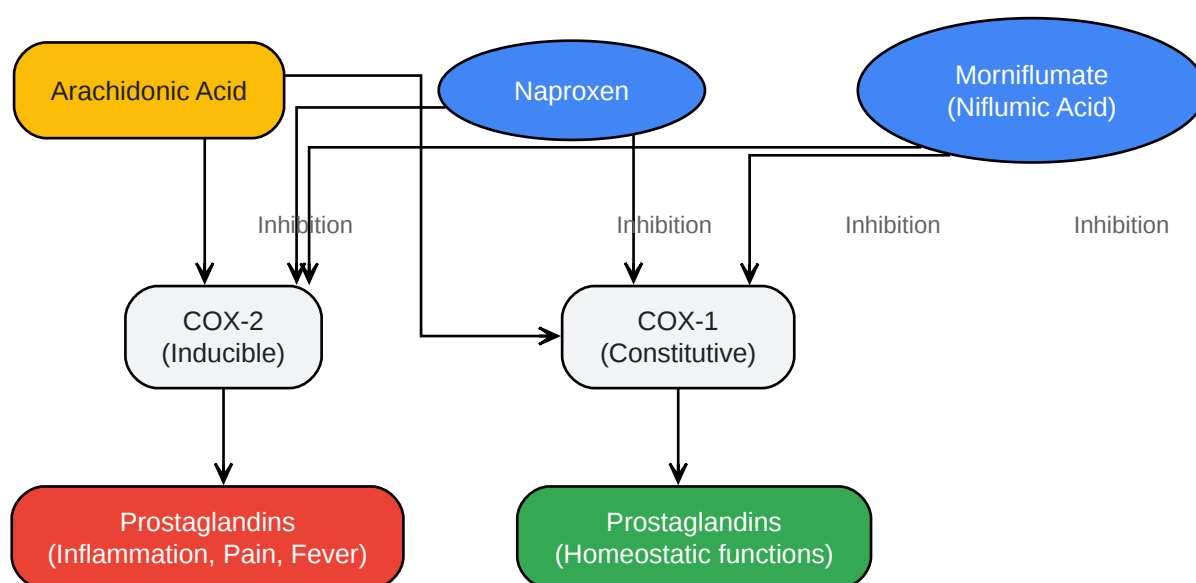 Arachidonic Acid
Naproxen
Morniflumate
(Niflumic Acid)
Inhibition
Inhibition
Inhibition
Inhibition
COX-2
(Inducible)
COX-1
(Constitutive)
Prostaglandins
(Inflammation, Pain, Fever)
Prostaglandins
(Homeostatic functions)